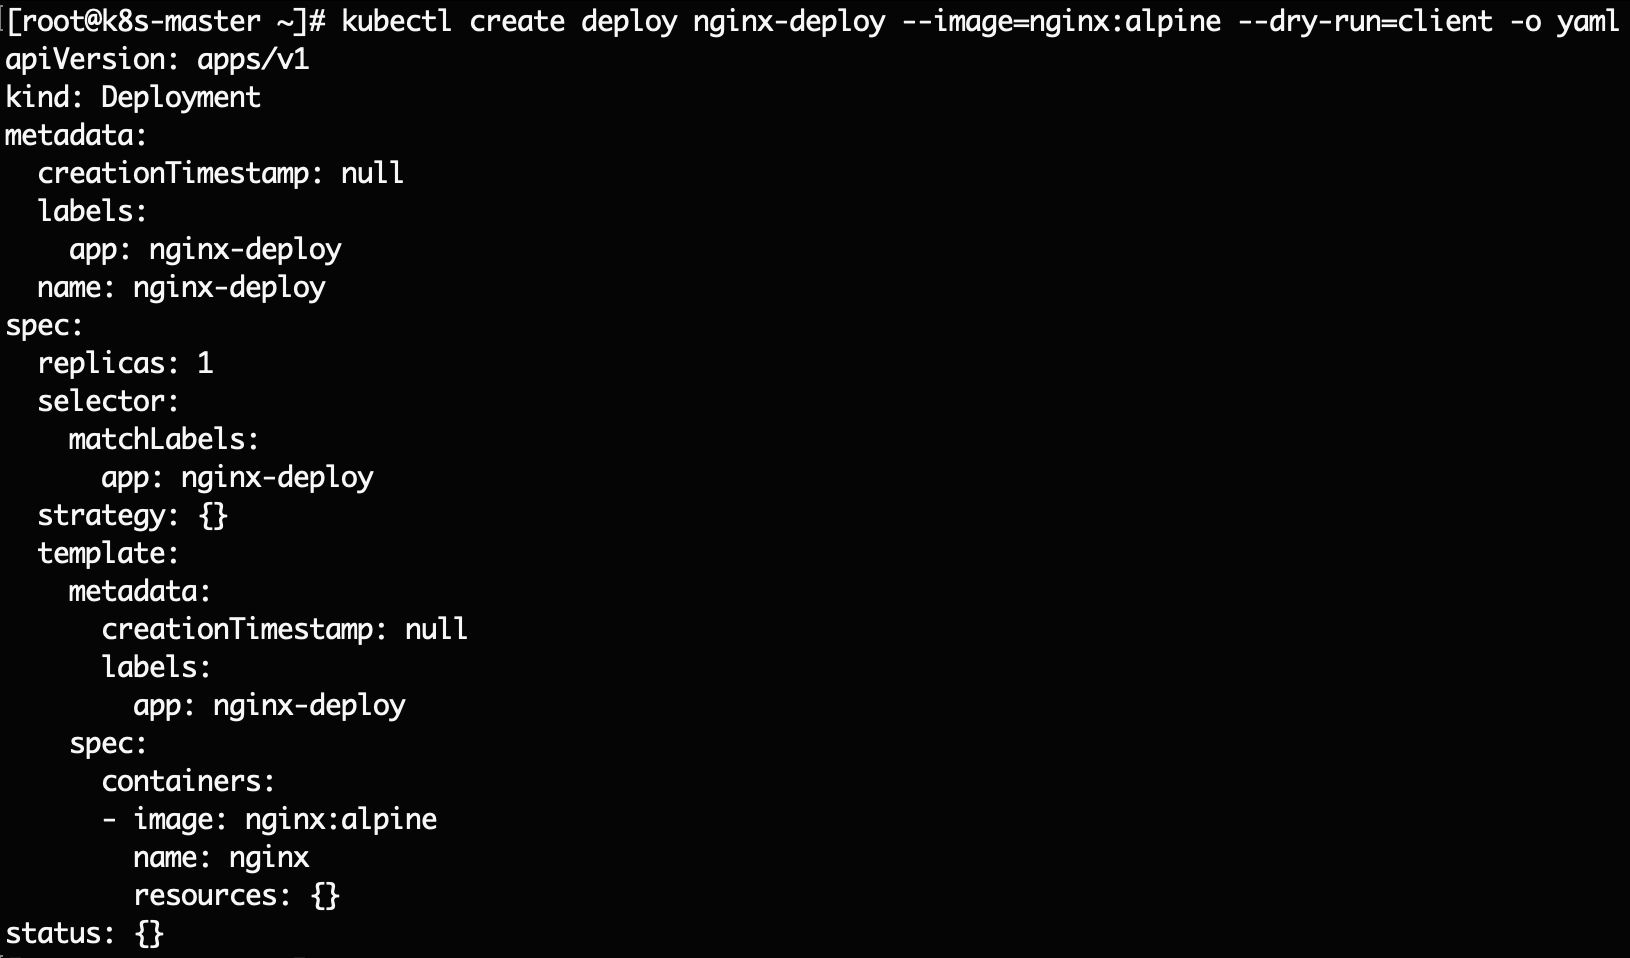 [root@k8s-master ~]# kubectl create deploy nginx-deploy --image=nginx:alpine --dry-run=client -o yaml
apiVersion: apps/v1
kind: Deployment
metadata:
  creationTimestamp: null
  labels:
    app: nginx-deploy
  name: nginx-deploy
spec:
  replicas: 1
  selector:
    matchLabels:
      app: nginx-deploy
  strategy: {}
  template:
    metadata:
      creationTimestamp: null
      labels:
        app: nginx-deploy
    spec:
      containers:
      - image: nginx:alpine
        name: nginx
        resources: {}
status: {}